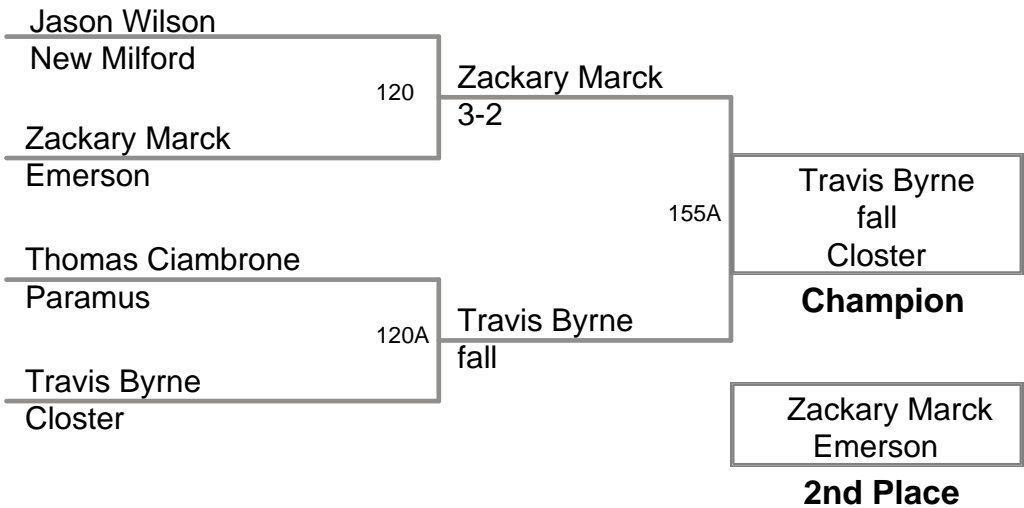 Jason Wilson
New Milford
120
Zackary Marck
3-2
Zackary Marck
Emerson
155A
Travis Byrne
fall
Closter
Champion
Thomas Ciambrone
Paramus
120A
Travis Byrne
fall
Travis Byrne
Closter
Zackary Marck
Emerson
2nd Place